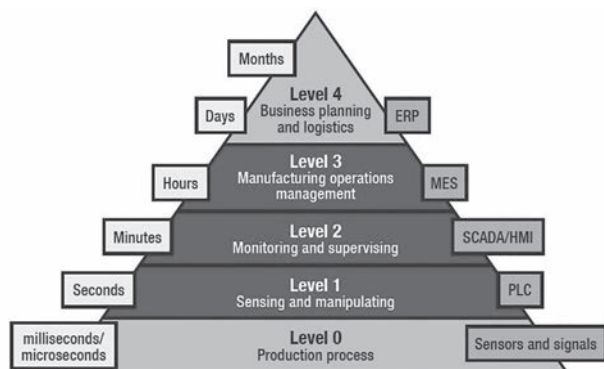 Months
Level 4
Business planning
and logistics
Days
ERP
Level 3
Manufacturing operations
management
Hours
MES
Level 2
Monitoring and supervising
Minutes
SCADA/HMI
Level 1
Sensing and manipulating
Seconds
PLC
milliseconds/
microseconds
Level 0
Production process
Sensors and signals